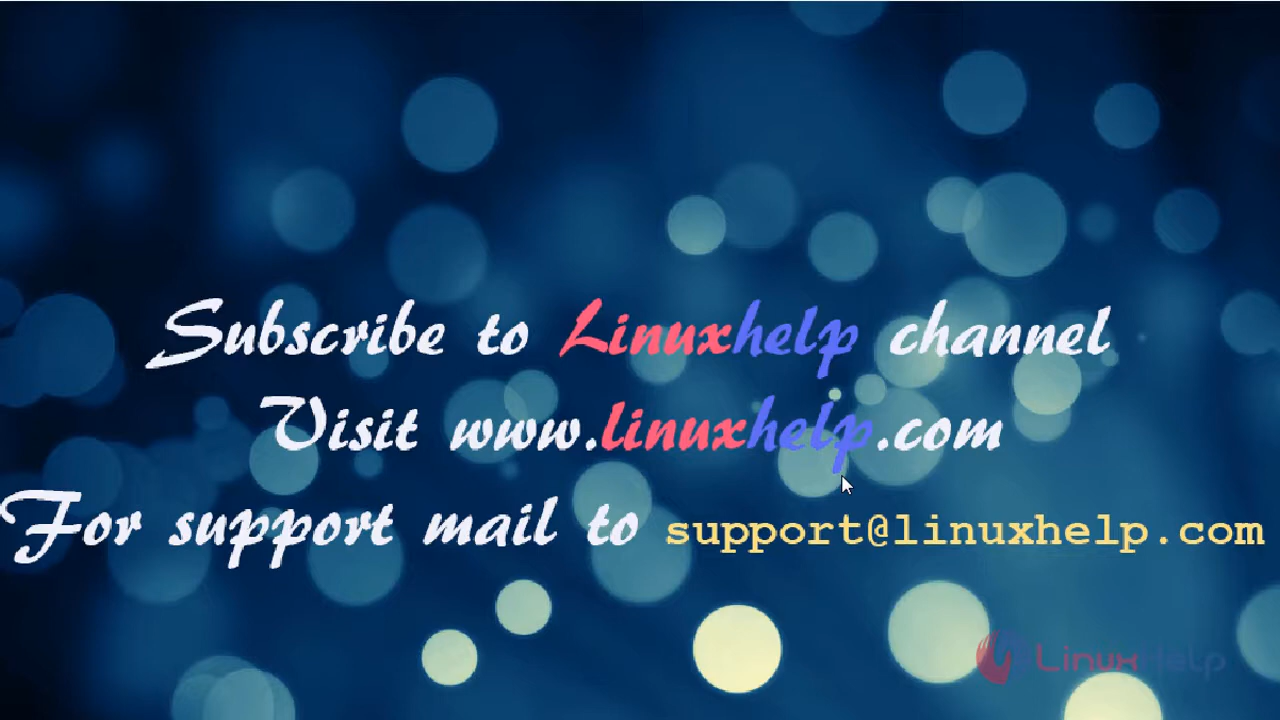 Subscribe to Linuxhelp channel
Visit www.linuxhelp.com
For support mail to support@linuxhelp.com
LinuxHelp